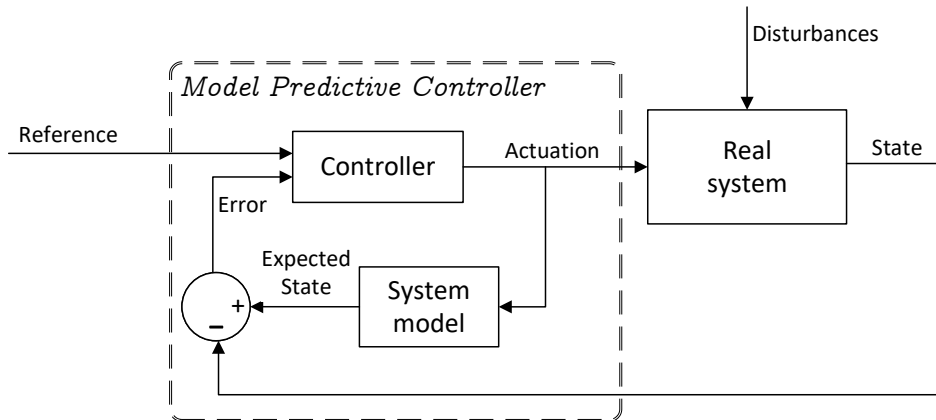 Disturbances
Model Predictive Controller
Reference
Controller
Actuation
Real
system
State
Error
Expected
State
System
model
+
−